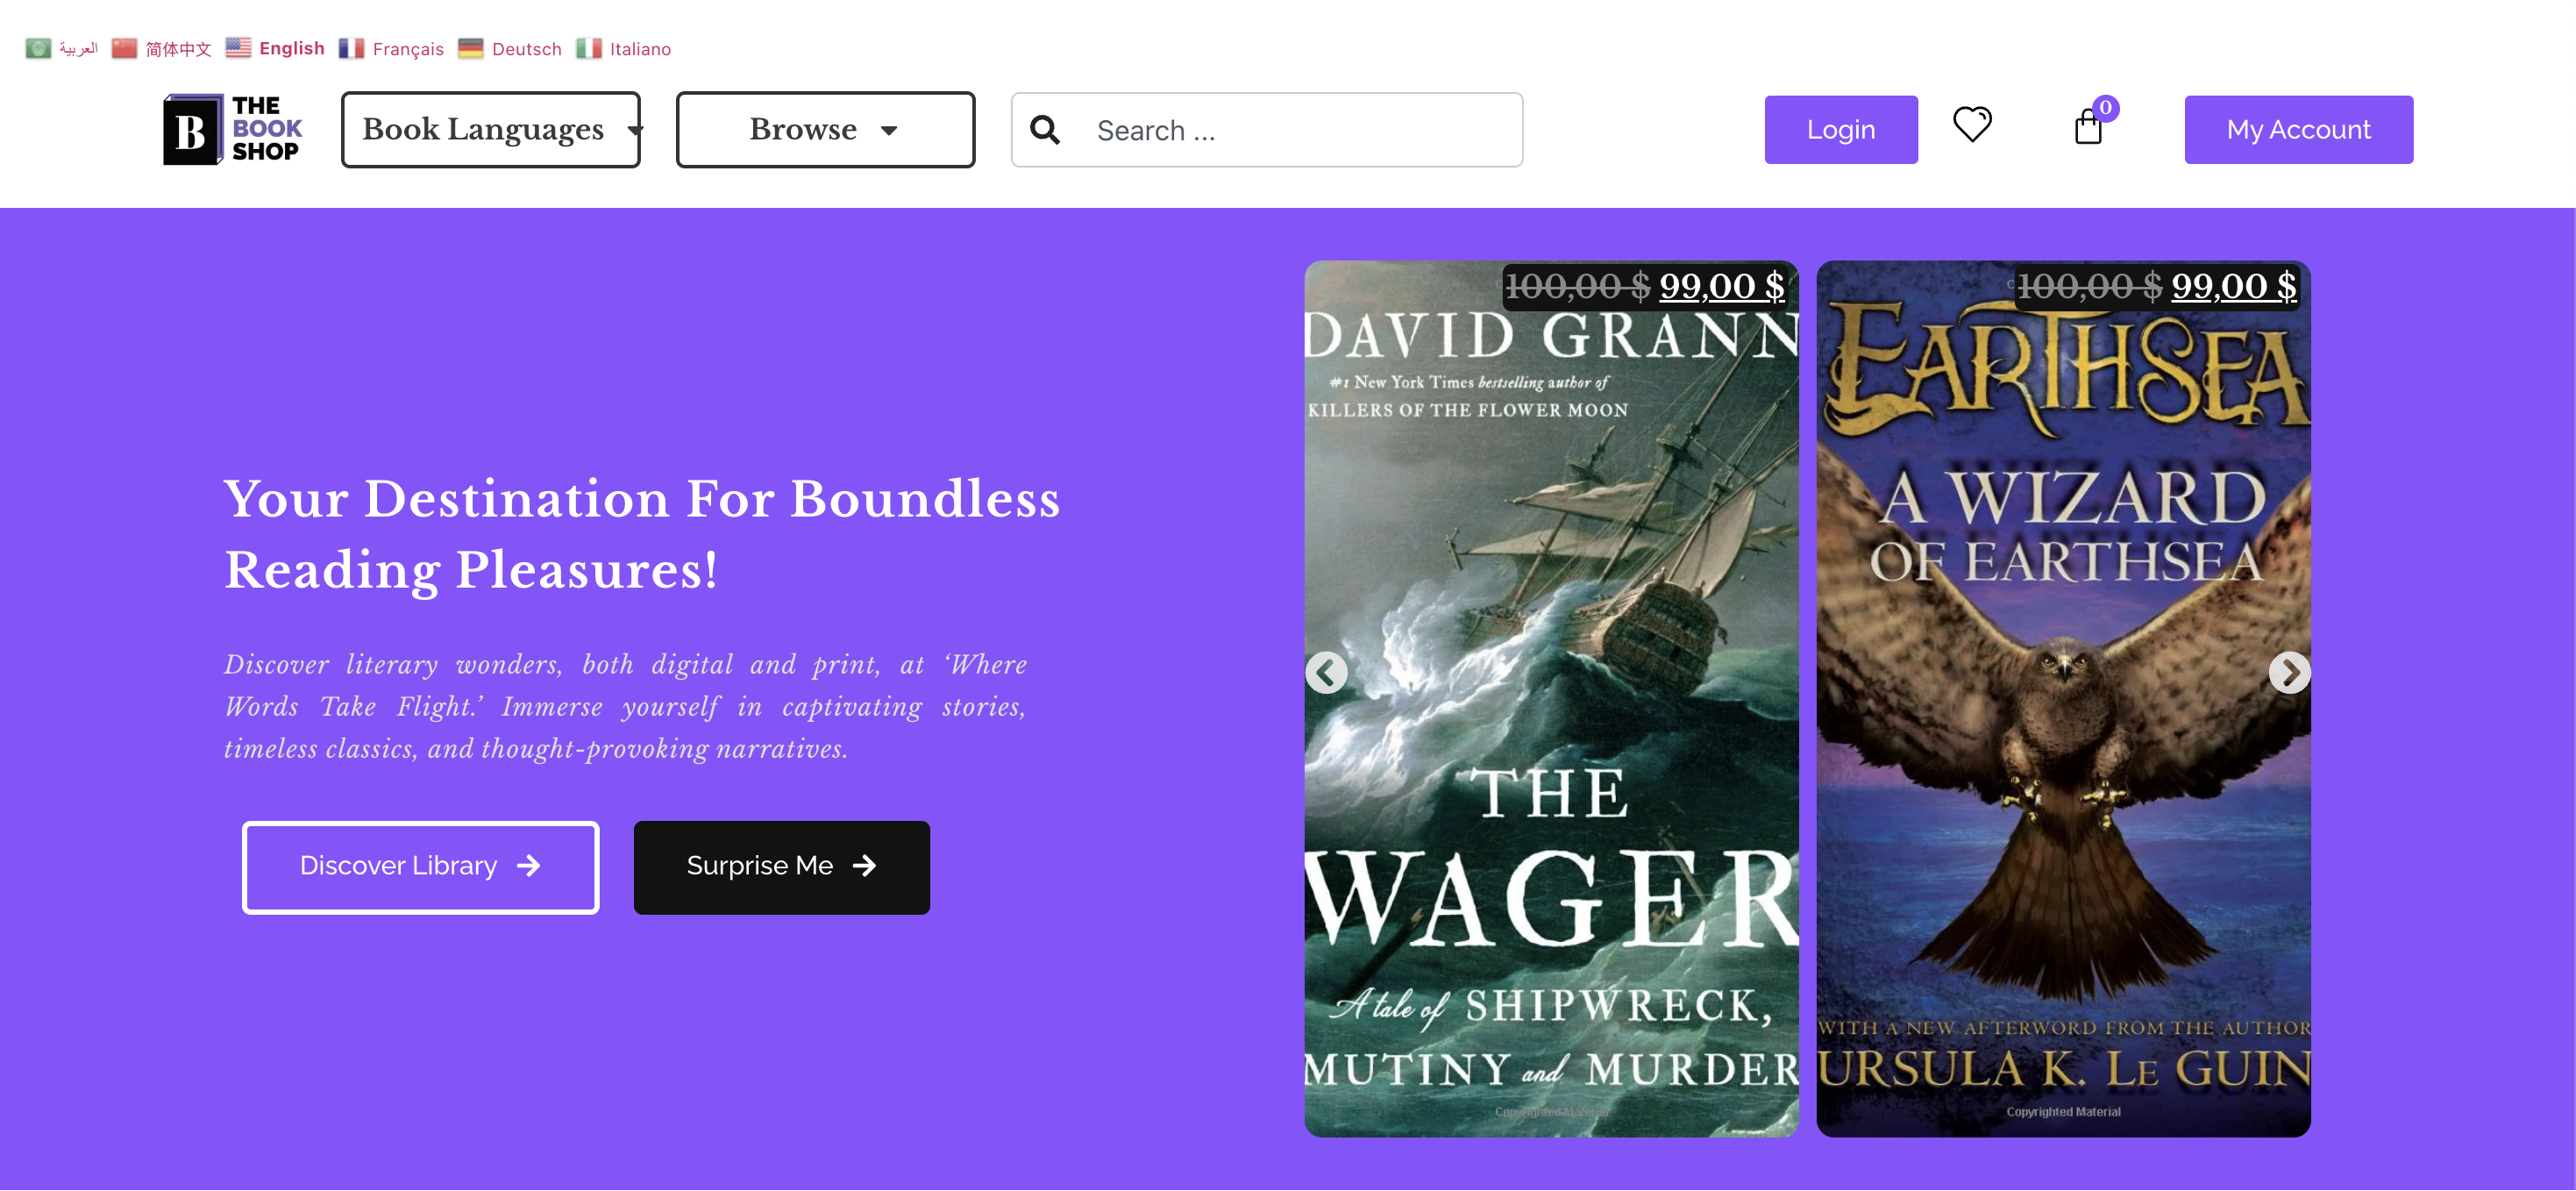 العربية 简体中文 English Français Deutsch Italiano
B THE BOOK SHOP
Book Languages
Browse
Search ...
Login
0
My Account
Your Destination For Boundless
Reading Pleasures!
Discover literary wonders, both digital and print, at ‘Where
Words Take Flight.’ Immerse yourself in captivating stories,
timeless classics, and thought-provoking narratives.
Discover Library
Surprise Me
100,00 $ 99,00 $
DAVID GRANN
#1 New York Times bestselling author of
KILLERS OF THE FLOWER MOON
THE
WAGER
A tale of SHIPWRECK,
MUTINY and MURDER
Copyrighted Material
100,00 $ 99,00 $
EARTHSEA
A WIZARD
OF EARTHSEA
WITH A NEW AFTERWORD FROM THE AUTHOR
URSULA K. LE GUIN
Copyrighted Material